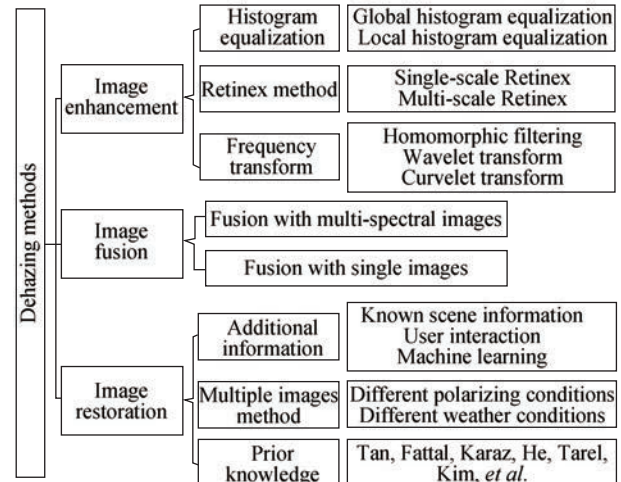 Dehazing methods
Image
enhancement
Histogram
equalization
Global histogram equalization
Local histogram equalization
Retinex method
Single-scale Retinex
Multi-scale Retinex
Frequency
transform
Homomorphic filtering
Wavelet transform
Curvelet transform
Image
fusion
Fusion with multi-spectral images
Fusion with single images
Image
restoration
Additional
information
Known scene information
User interaction
Machine learning
Multiple images
method
Different polarizing conditions
Different weather conditions
Prior
knowledge
Tan, Fattal, Karaz, He, Tarel,
Kim, et al.